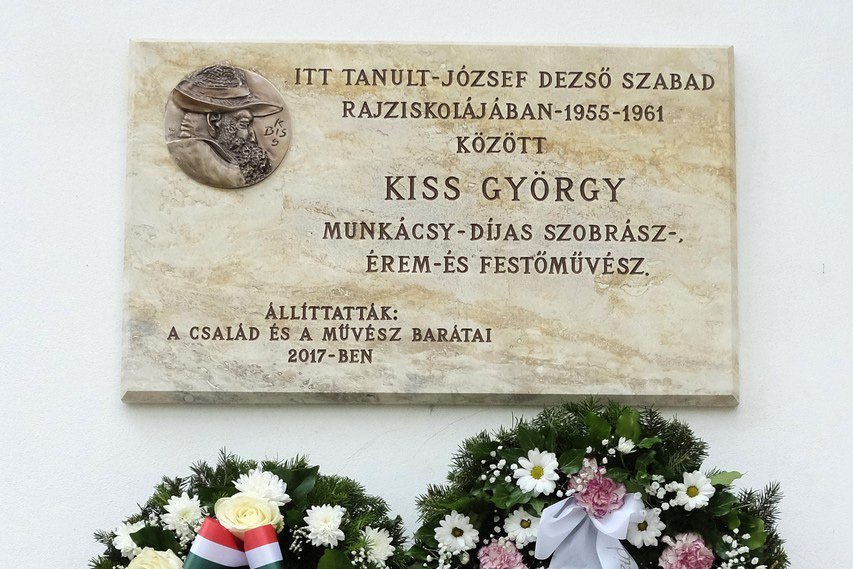 ITT TANULT-JÓZSEF DEZSŐ SZABAD
RAJZISKOLÁJÁBAN-1955-1961
KÖZÖTT
KISS GYÖRGY
MUNKÁCSY-DÍJAS SZOBRÁSZ-,
ÉREM-ÉS FESTŐMŰVÉSZ.
ÁLLÍTTATTÁK:
A CSALÁD ÉS A MŰVÉSZ BARÁTAI
2017-BEN